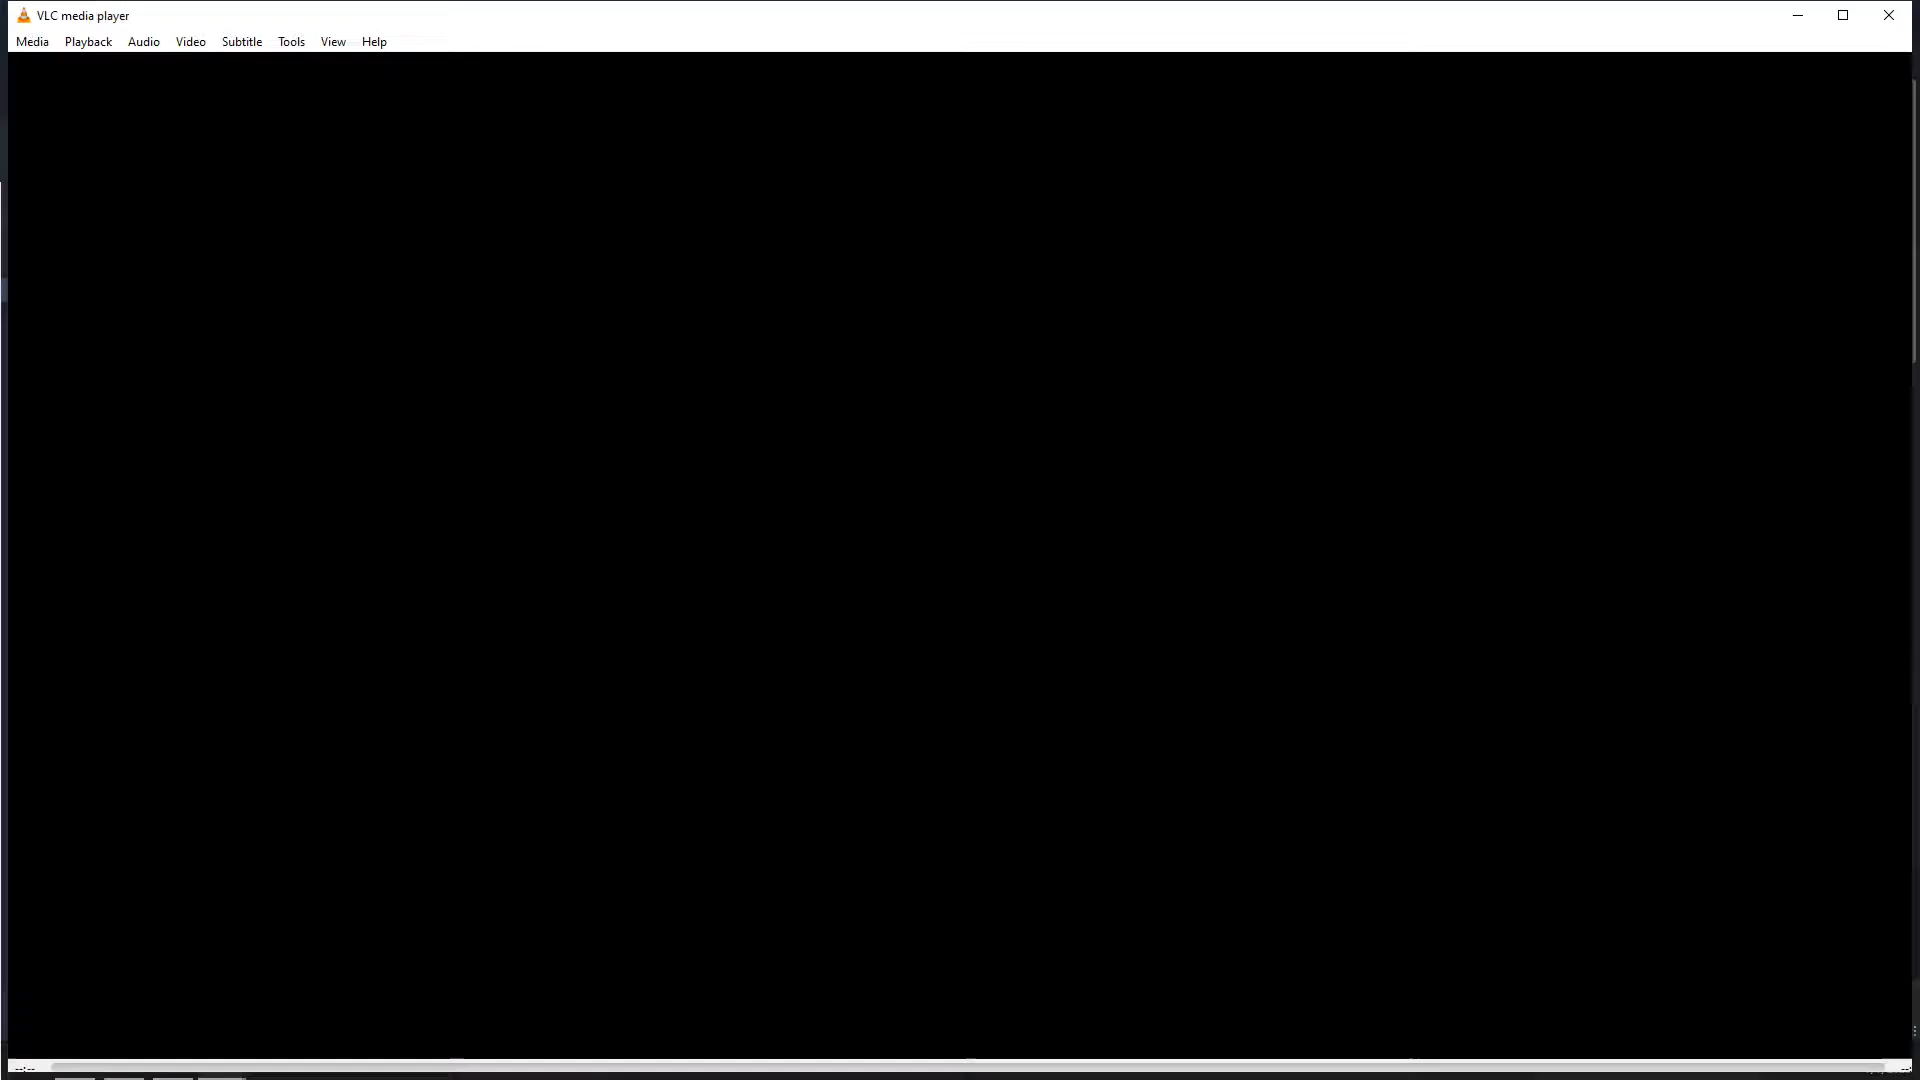 VLC media player
Media Playback Audio Video Subtitle Tools View Help
--:--